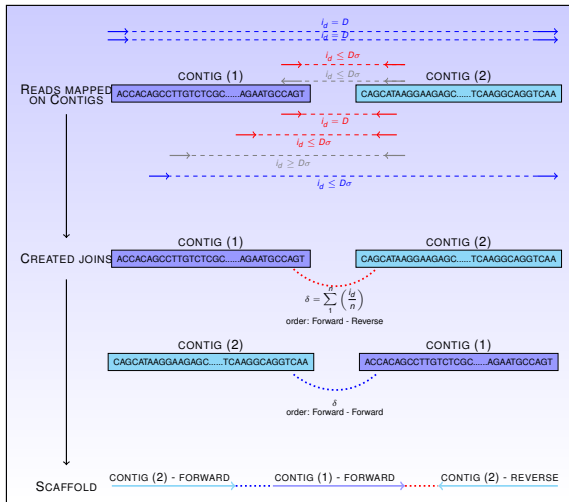 i_d = D
i_d = D
i_d ≤ Dσ
i_d ≤ Dσ
CONTIG (1) CONTIG (2)
READS MAPPED
ON CONTIGS
ACCACAGCCTTGTCTCGC......AGAATGCCAGT CAGCATAAGGAAGAGC......TCAAGGCAGGTCAA
i_d = D
i_d ≤ Dσ
i_d ≥ Dσ
i_d ≤ Dσ
CONTIG (1) CONTIG (2)
CREATED JOINS ACCACAGCCTTGTCTCGC......AGAATGCCAGT CAGCATAAGGAAGAGC......TCAAGGCAGGTCAA
δ = ∑_1^n (i_d/n)
order: Forward - Reverse
CONTIG (2) CONTIG (1)
CAGCATAAGGAAGAGC......TCAAGGCAGGTCAA ACCACAGCCTTGTCTCGC......AGAATGCCAGT
δ
order: Forward - Forward
CONTIG (2) - FORWARD CONTIG (1) - FORWARD CONTIG (2) - REVERSE
SCAFFOLD